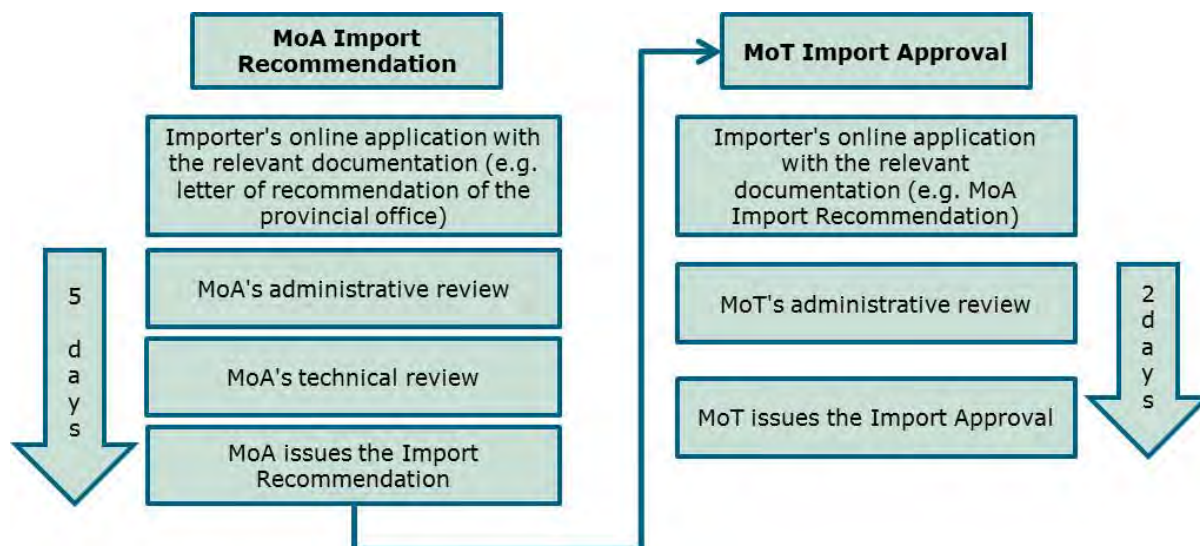 MoA Import
Recommendation
Importer's online application with
the relevant documentation (e.g.
letter of recommendation of the
provincial office)
5
d
a
y
s
MoA's administrative review
MoA's technical review
MoA issues the Import
Recommendation
MoT Import Approval
Importer's online application
with the relevant
documentation (e.g. MoA
Import Recommendation)
MoT's administrative review
MoT issues the Import Approval
2
d
a
y
s